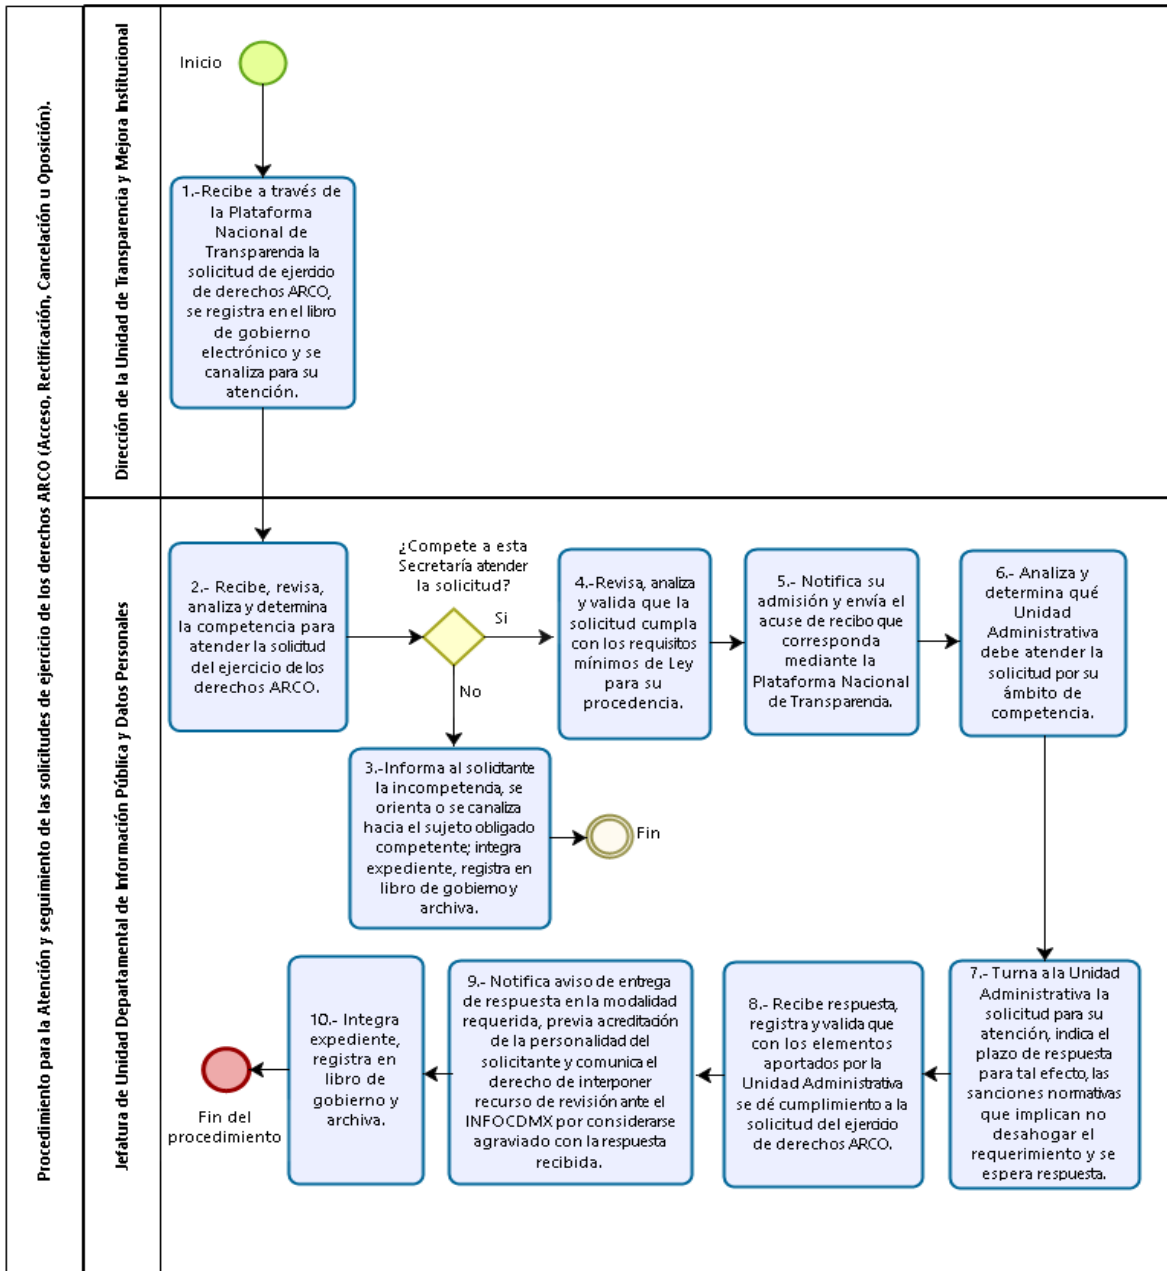 Procedimiento para la Atención y seguimiento de las solicitudes de ejercicio de los derechos ARCO (Acceso, Rectificación, Cancelación u Oposición).
Dirección de la Unidad de Transparencia y Mejora Institucional
Inicio
1.-Recibe a través de
la Plataforma
Nacional de
Transparencia la
solicitud de ejercicio
de derechos ARCO,
se registra en el libro
de gobierno
electrónico y se
canaliza para su
atención.
Jefatura de Unidad Departamental de Información Pública y Datos Personales
2.- Recibe, revisa,
analiza y determina
la competencia para
atender la solicitud
del ejercicio de los
derechos ARCO.
¿Compete a esta
Secretaría atender
la solicitud?
Si
No
3.-Informa al solicitante
la incompetencia, se
orienta o se canaliza
hacia el sujeto obligado
competente; integra
expediente, registra en
libro de gobierno y
archiva.
Fin
4.-Revisa, analiza
y valida que la
solicitud cumpla
con los requisitos
mínimos de Ley
para su
procedencia.
5.- Notifica su
admisión y envía el
acuse de recibo que
corresponda
mediante la
Plataforma Nacional
de Transparencia.
6.- Analiza y
determina qué
Unidad
Administrativa
debe atender la
solicitud por su
ámbito de
competencia.
7.- Turna a la Unidad
Administrativa la
solicitud para su
atención, indica el
plazo de respuesta
para tal efecto, las
sanciones normativas
que implican no
desahogar el
requerimiento y se
espera respuesta.
8.- Recibe respuesta,
registra y valida que
con los elementos
aportados por la
Unidad Administrativa
se dé cumplimiento a la
solicitud del ejercicio
de derechos ARCO.
9.- Notifica aviso de entrega
de respuesta en la modalidad
requerida, previa acreditación
de la personalidad del
solicitante y comunica el
derecho de interponer
recurso de revisión ante el
INFOCDMX por considerarse
agraviado con la respuesta
recibida.
10.- Integra
expediente,
registra en
libro de
gobierno y
archiva.
Fin del
procedimiento